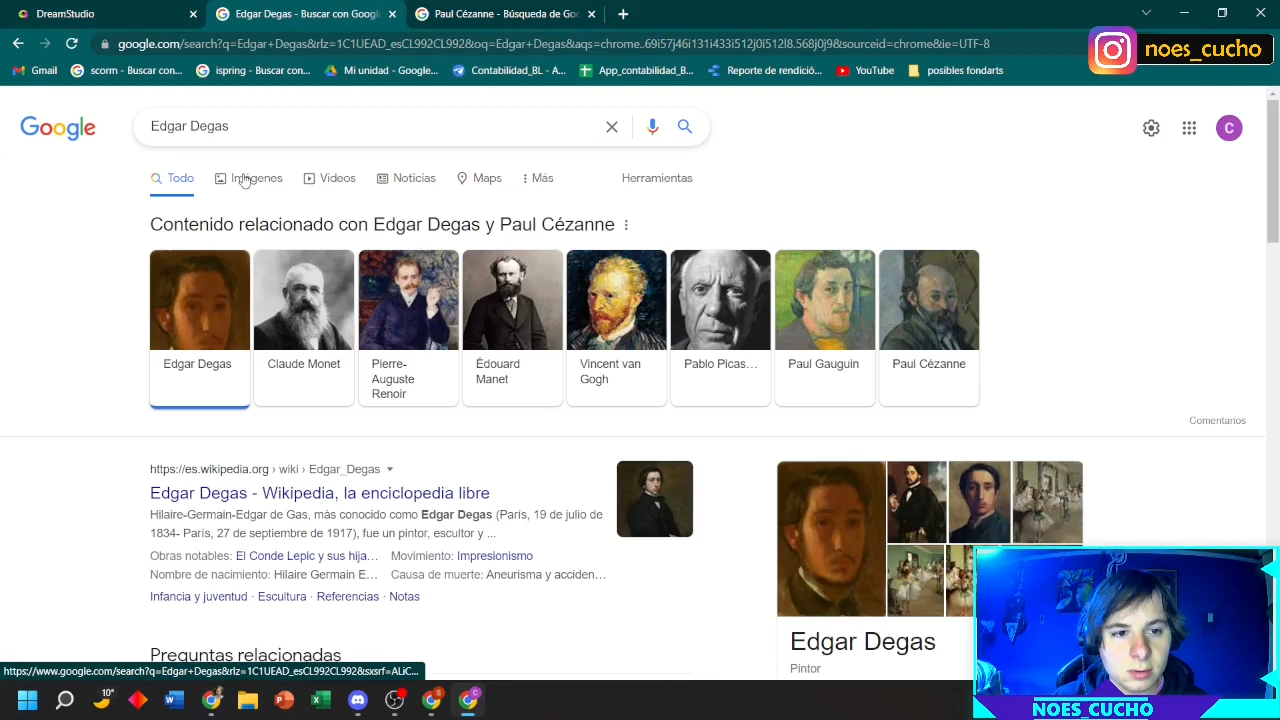 DreamStudio
Edgar Degas - Buscar con Google
Paul Cézanne - Búsqueda de Goo
google.com/search?q=Edgar+Degas&rlz=1C1UEAD_esCL992CL992&oq=Edgar+Degas&aqs=chrome..69i57j46i131i433i512j0i512l8.568j0j9&sourceid=chrome&ie=UTF-8
noes_cucho
Gmail
scorm - Buscar con...
ispring - Buscar con...
Mi unidad - Google...
Contabilidad_BL - A...
App_contabilidad_B...
Reporte de rendició...
YouTube
posibles fondarts
Google
Edgar Degas
C
Todo
Imágenes
Vídeos
Noticias
Maps
Más
Herramientas
Contenido relacionado con Edgar Degas y Paul Cézanne
Edgar Degas
Claude Monet
Pierre-
Auguste
Renoir
Édouard
Manet
Vincent van
Gogh
Pablo Picas...
Paul Gauguin
Paul Cézanne
Comentarios
https://es.wikipedia.org › wiki › Edgar_Degas
Edgar Degas - Wikipedia, la enciclopedia libre
Hilaire-Germain-Edgar de Gas, más conocido como Edgar Degas (París, 19 de julio de
1834- París, 27 de septiembre de 1917), fue un pintor, escultor y ...
Obras notables: El Conde Lepic y sus hija... Movimiento: Impresionismo
Nombre de nacimiento: Hilaire Germain E... Causa de muerte: Aneurisma y acciden...
Infancia y juventud · Escultura · Referencias · Notas
Edgar Degas
Pintor
Preguntas relacionadas
https://www.google.com/search?q=Edgar+Degas&rlz=1C1UEAD_esCL992CL992&sxsrf=ALiC...
10°
NOES_CUCHO